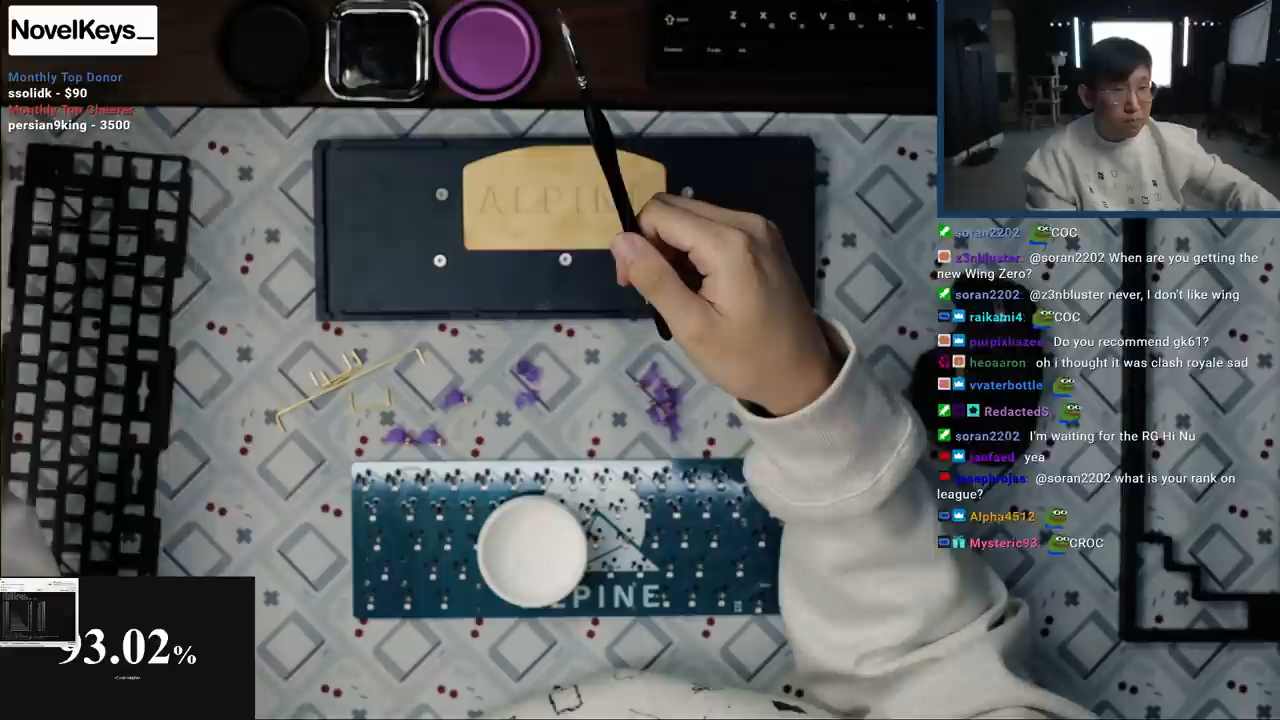 NovelKeys_
Monthly Top Donor
ssolidk - $90
Monthly Top Cheerer
persian9king - 3500
Z X C V B N M
ALPINE
soran2202: COC
z3nbluster: @soran2202 When are you getting the
new Wing Zero?
soran2202: @z3nbluster never, I don't like wing
raikami4: COC
purpixhazee: Do you recommend gk61?
heoaaron: oh i thought it was clash royale sad
vvaterbottle:
RedactedS:
soran2202: I'm waiting for the RG Hi Nu
janfaed: yea
@soran2202 what is your rank on
league?
Alpha4512:
Mysteric93: CROC
LPINE
93.02%